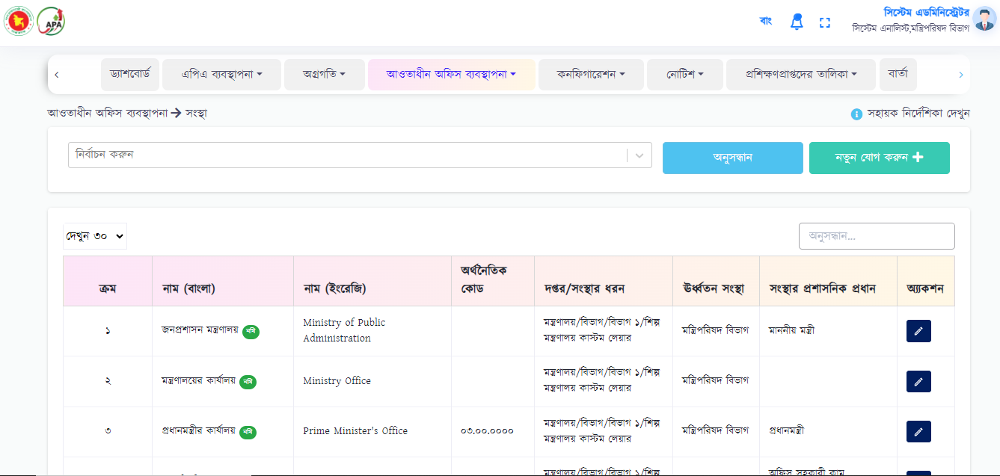 APA
বাং
সিস্টেম এডমিনিস্ট্রেটর
সিস্টেম এনালিস্ট,মন্ত্রিপরিষদ বিভাগ
ড্যাশবোর্ড
এপিএ ব্যবস্থাপনা
অগ্রগতি
আওতাধীন অফিস ব্যবস্থাপনা
কনফিগারেশন
নোটিশ
প্রশিক্ষণপ্রাপ্তদের তালিকা
বার্তা
আওতাধীন অফিস ব্যবস্থাপনা → সংস্থা
সহায়ক নির্দেশিকা দেখুন
নির্বাচন করুন
অনুসন্ধান
নতুন যোগ করুন +
দেখুন ৩০
অনুসন্ধান...
ক্রম
নাম (বাংলা)
নাম (ইংরেজি)
অর্থনৈতিক
কোড
দপ্তর/সংস্থার ধরন
ঊর্ধ্বতন সংস্থা
সংস্থার প্রশাসনিক প্রধান
অ্যাকশন
১
জনপ্রশাসন মন্ত্রণালয় নথি
Ministry of Public
Administration
মন্ত্রণালয়/বিভাগ/বিভাগ ১/শিল্প
মন্ত্রণালয় কাস্টম লেয়ার
মন্ত্রিপরিষদ বিভাগ
মাননীয় মন্ত্রী
২
মন্ত্রণালয়ের কার্যালয় নথি
Ministry Office
মন্ত্রণালয়/বিভাগ/বিভাগ ১/শিল্প
মন্ত্রণালয় কাস্টম লেয়ার
মন্ত্রিপরিষদ বিভাগ
৩
প্রধানমন্ত্রীর কার্যালয় নথি
Prime Minister's Office
০৩.০০.০০০০
মন্ত্রণালয়/বিভাগ/বিভাগ ১/শিল্প
মন্ত্রণালয় কাস্টম লেয়ার
মন্ত্রিপরিষদ বিভাগ
প্রধানমন্ত্রী
মন্ত্রণালয়/বিভাগ/বিভাগ ১/শিল্প
অফিস সহকারী কাম